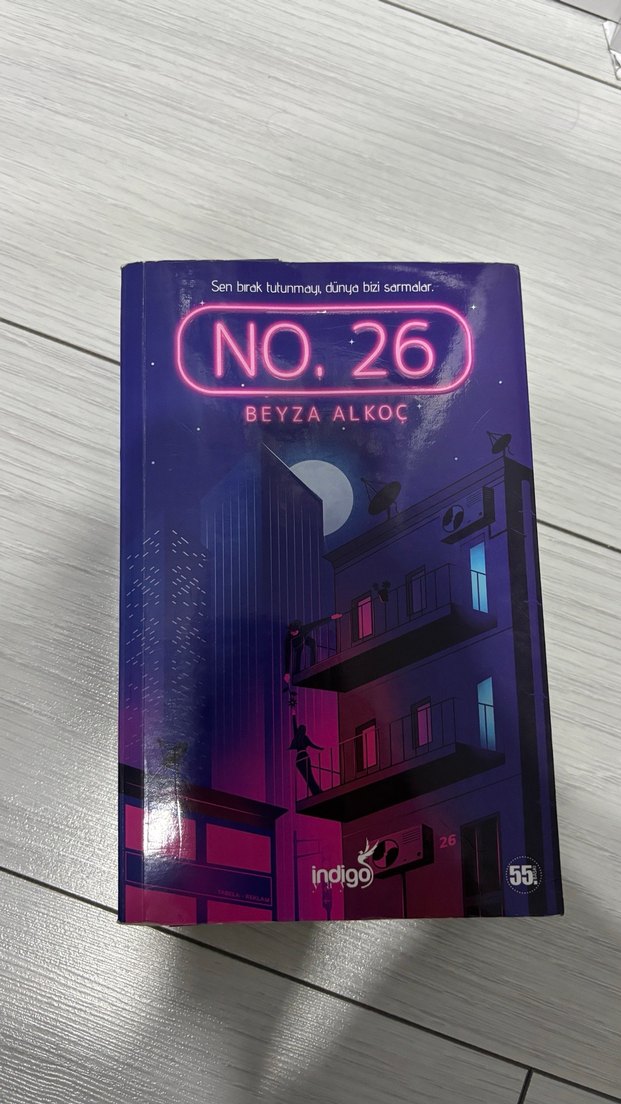 Sen bırak tutunmayı, dünya bizi sarmalar.
NO. 26
BEYZA ALKOÇ
26
indigo
55.